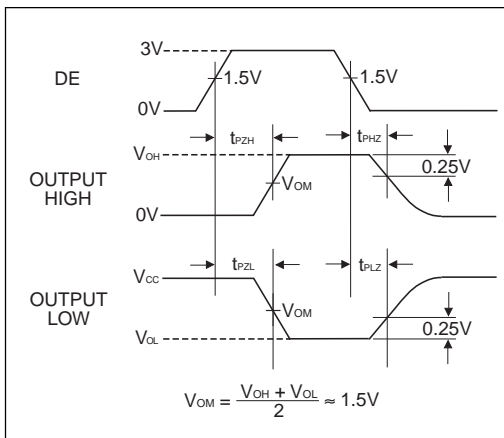 3V
DE
1.5V
1.5V
0V
tPZH
tPHZ
VOH
0.25V
OUTPUT
HIGH
VOM
0V
tPZL
tPLZ
VCC
OUTPUT
LOW
VOM
0.25V
VOL
VOM = VOH + VOL / 2 ≈ 1.5V